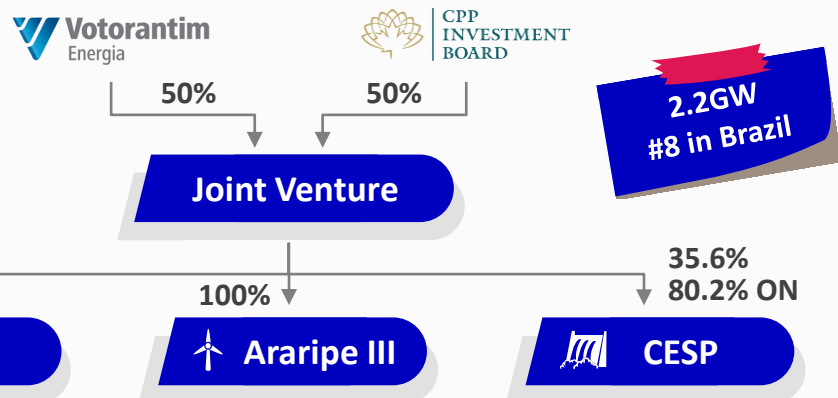 Votorantim
Energia
CPP
INVESTMENT
BOARD
50%
50%
2.2GW
#8 in Brazil
Joint Venture
35.6%
80.2% ON
100%
Araripe III
CESP